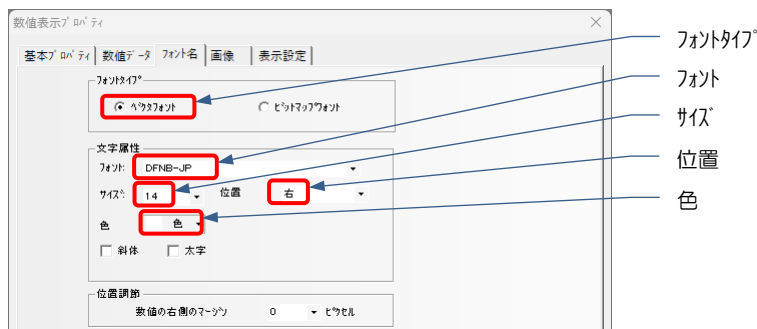 数値表示ﾌﾟﾛﾊﾟﾃｨ
基本ﾌﾟﾛﾊﾟﾃｨ 数値ﾃﾞｰﾀ ﾌｫﾝﾄ名 画像 表示設定
ﾌｫﾝﾄﾀｲﾌﾟ
ﾍﾞｸﾀﾌｫﾝﾄ ﾋﾞｯﾄﾏｯﾌﾟﾌｫﾝﾄ
文字属性
ﾌｫﾝﾄ: DFNB-JP
ｻｲｽﾞ: 14 位置 右
色 色
斜体 太字
位置調節
数値の右側のﾏｰｼﾞﾝ 0 ﾋﾟｸｾﾙ
ﾌｫﾝﾄﾀｲﾌﾟ
ﾌｫﾝﾄ
ｻｲｽﾞ
位置
色